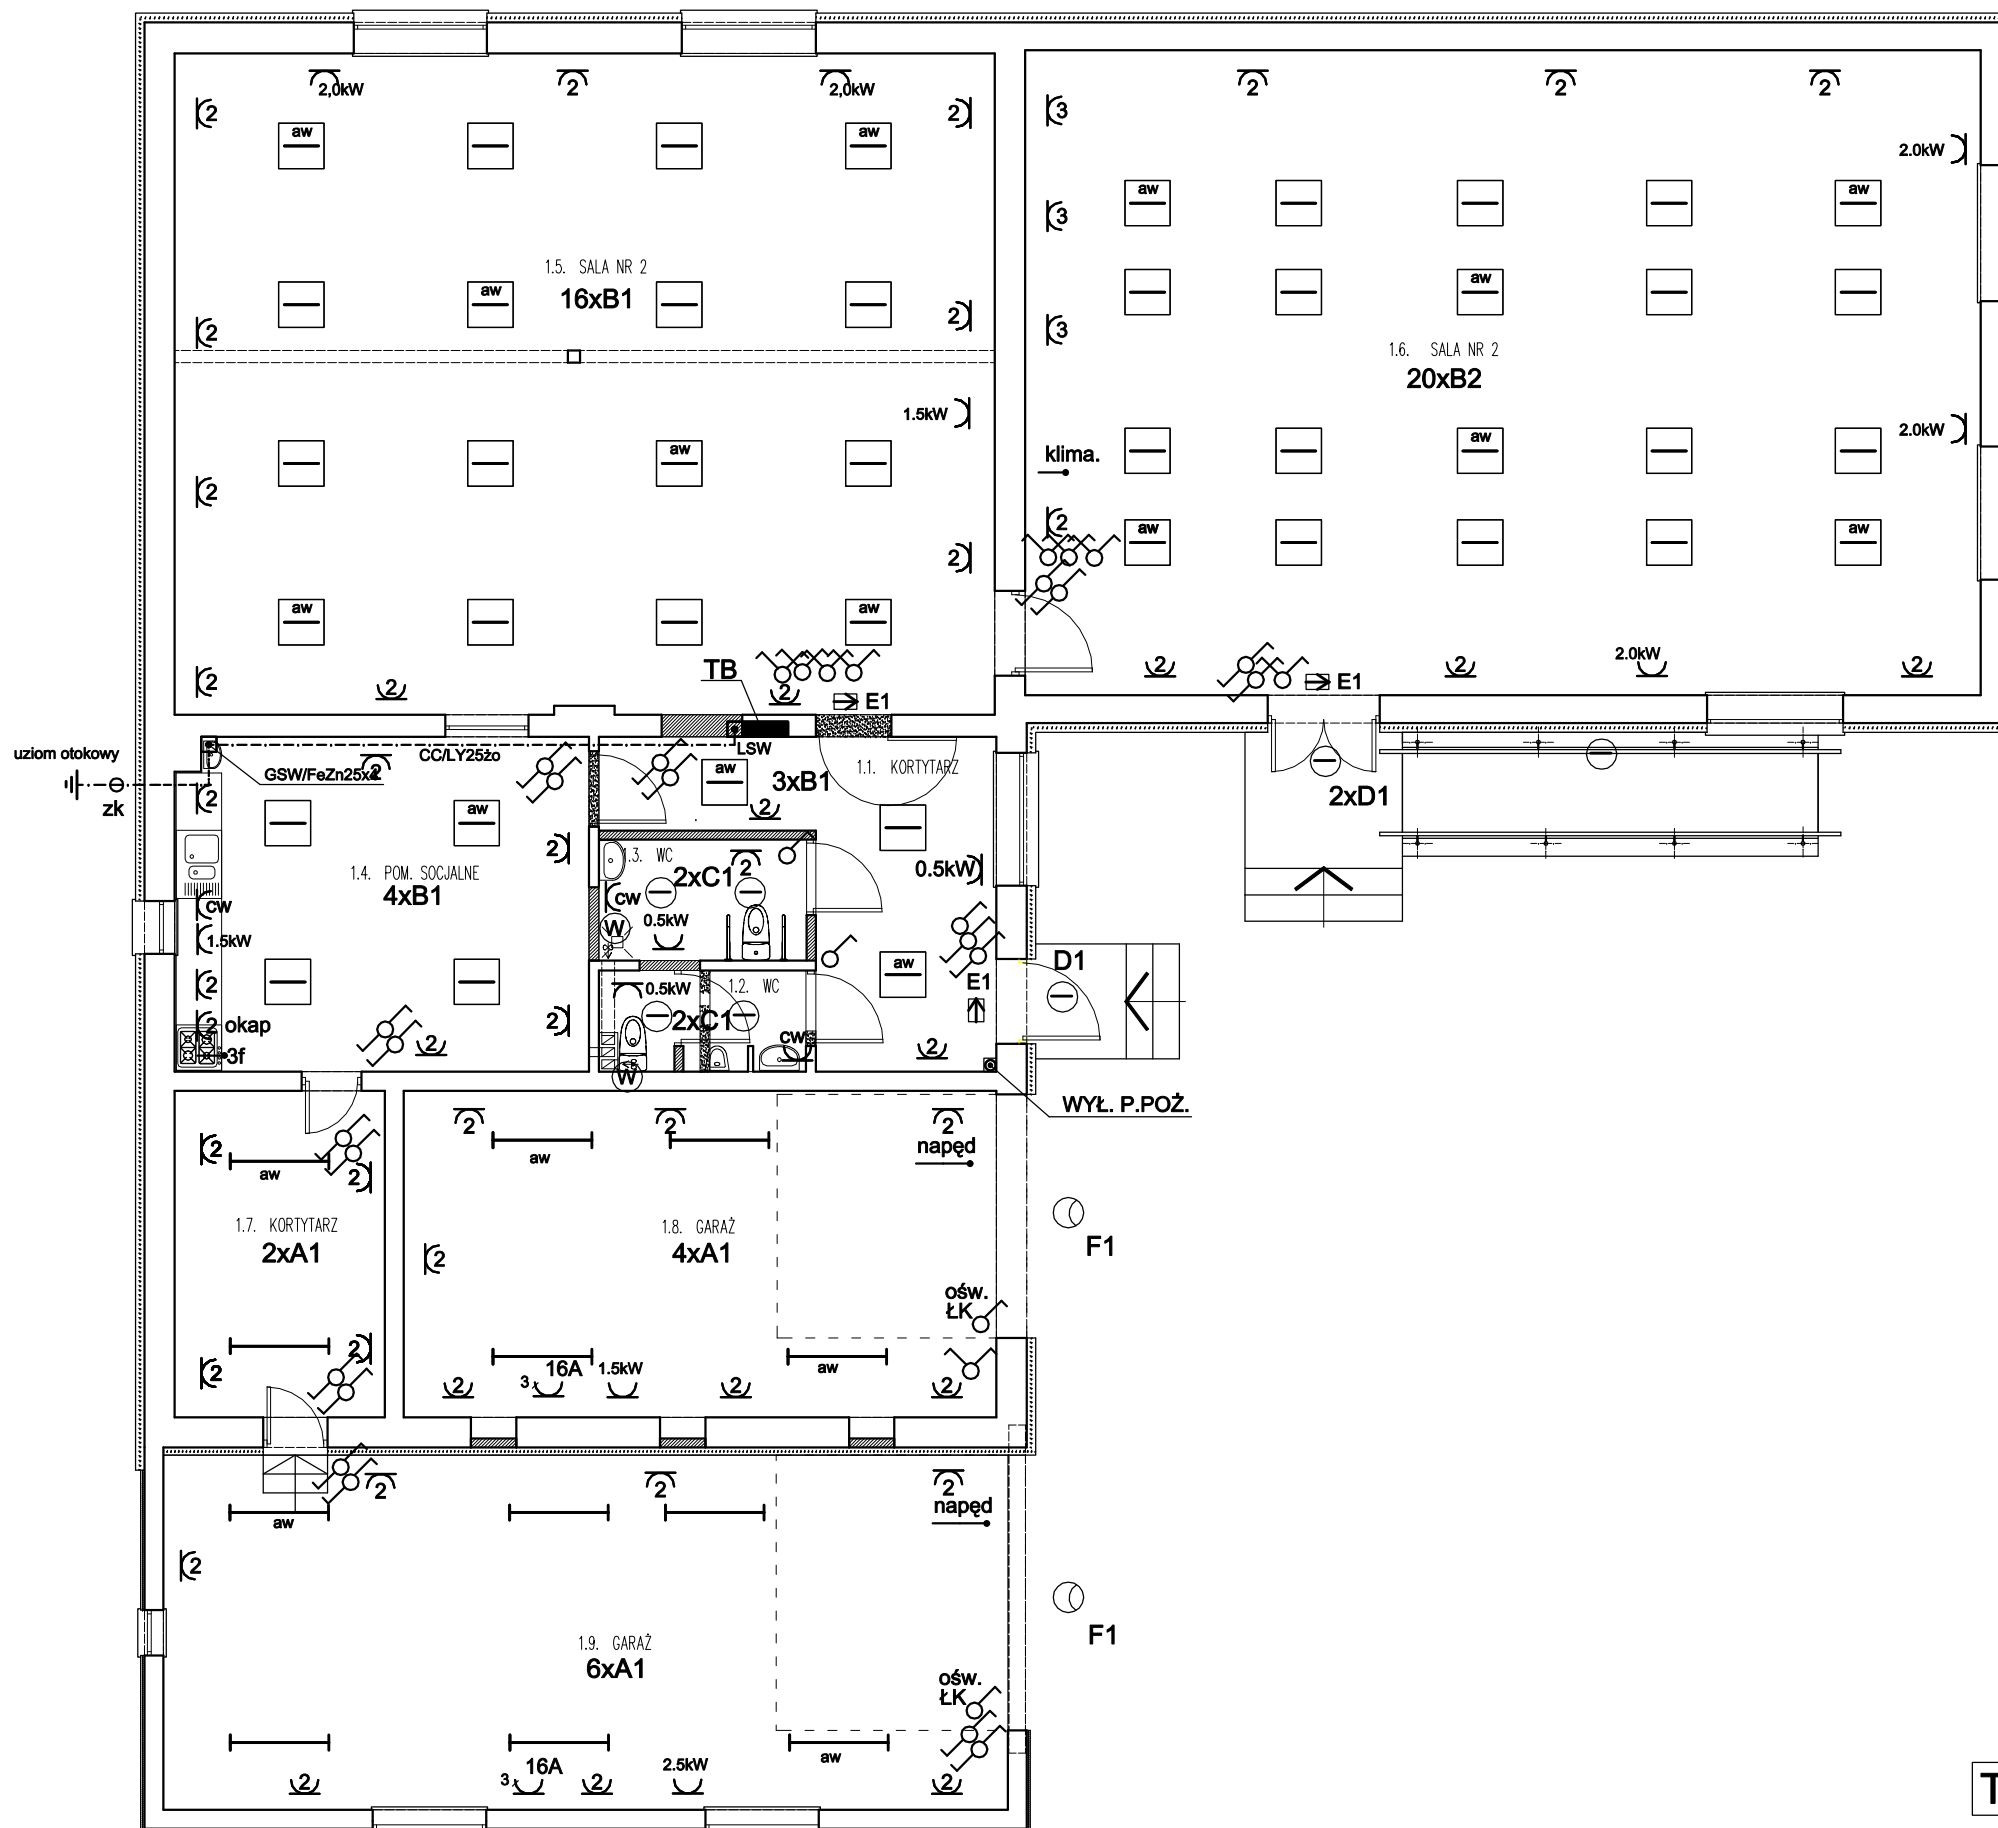 2,0kW 2 2,0kW 2 2 2
2 2 3
aw aw 2.0kW
aw aw
3
1.5. SALA NR 2
16xB1
aw aw
2 2 3
1.6. SALA NR 2
20xB2
1.5kW 2.0kW
aw aw
klima.
2 2
aw aw
2
aw aw
2 2.0kW 2 2
TB
2 2 2 E1
E1
uziom otokowy
zk
CC/LY25żo
LSW
2
GSW/FeZn25x4
2
aw
3xB1
1.1. KORTYTARZ
2
2xD1
aw
2
1.4. POM. SOCJALNE
4xB1
1.3. WC
2xC1
2
0.5kW
cw
cw
W
0.5kW
1.5kW
aw
D1
E1
2
2
0.5kW
1.2. WC
2xC1
2
okap
3f
2
cw
2
W
WYŁ. P.POŻ.
2 2 2
napęd
2
aw
2
aw
1.7. KORTYTARZ
2xA1
1.8. GARAŻ
4xA1
F1
2
ośw.
ŁK
2
2
aw
2 3 16A 1.5kW 2 2
2 2 2
napęd
aw
2
F1
1.9. GARAŻ
6xA1
ośw.
ŁK
aw
2 3 16A 2 2.5kW 2
T